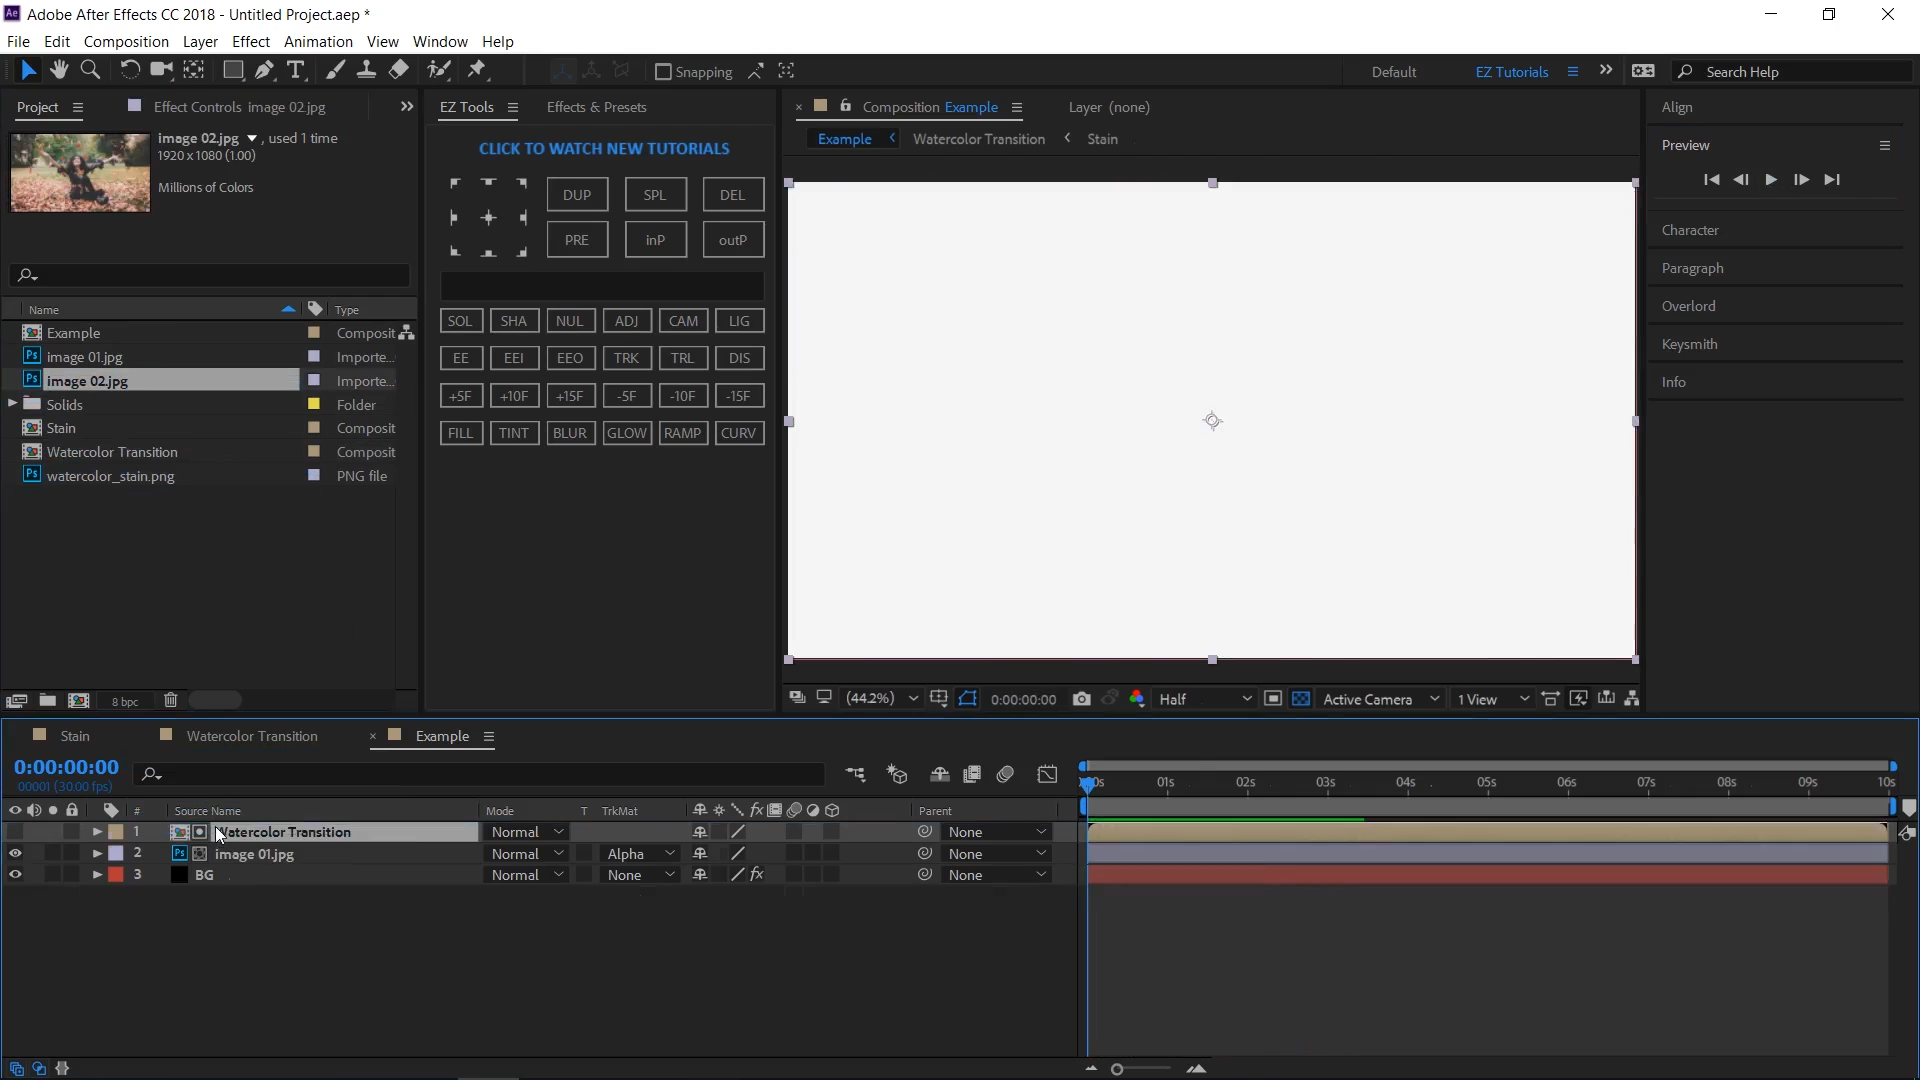 Adobe After Effects CC 2018 - Untitled Project.aep *
File Edit Composition Layer Effect Animation View Window Help
Snapping Default EZ Tutorials Search Help
Project Effect Controls image 02.jpg EZ Tools Effects & Presets Composition Example Layer (none) Align
image 02.jpg , used 1 time
1920 x 1080 (1.00)
Millions of Colors
CLICK TO WATCH NEW TUTORIALS
Example Watercolor Transition Stain
Preview
DUP SPL DEL
PRE inP outP
Character
Paragraph
Overlord
Keysmith
Info
Name Type
Example Composit
image 01.jpg Importe...
image 02.jpg Importe...
Solids Folder
Stain Composit
Watercolor Transition Composit
watercolor_stain.png PNG file
SOL SHA NUL ADJ CAM LIG
EE EEI EEO TRK TRL DIS
+5F +10F +15F -5F -10F -15F
FILL TINT BLUR GLOW RAMP CURV
8 bpc
(44.2%) 0:00:00:00 Half Active Camera 1 View
Stain Watercolor Transition Example
0:00:00:00
00001 (30.00 fps)
01s 02s 03s 04s 05s 06s 07s 08s 09s 10s
# Source Name Mode T TrkMat fx Parent
1 Watercolor Transition Normal None
2 image 01.jpg Normal Alpha None
3 BG Normal None fx None